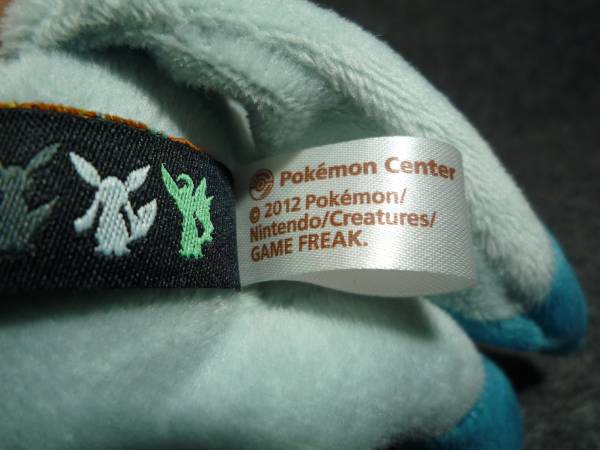 Pokémon Center
© 2012 Pokémon/
Nintendo/Creatures/
GAME FREAK.